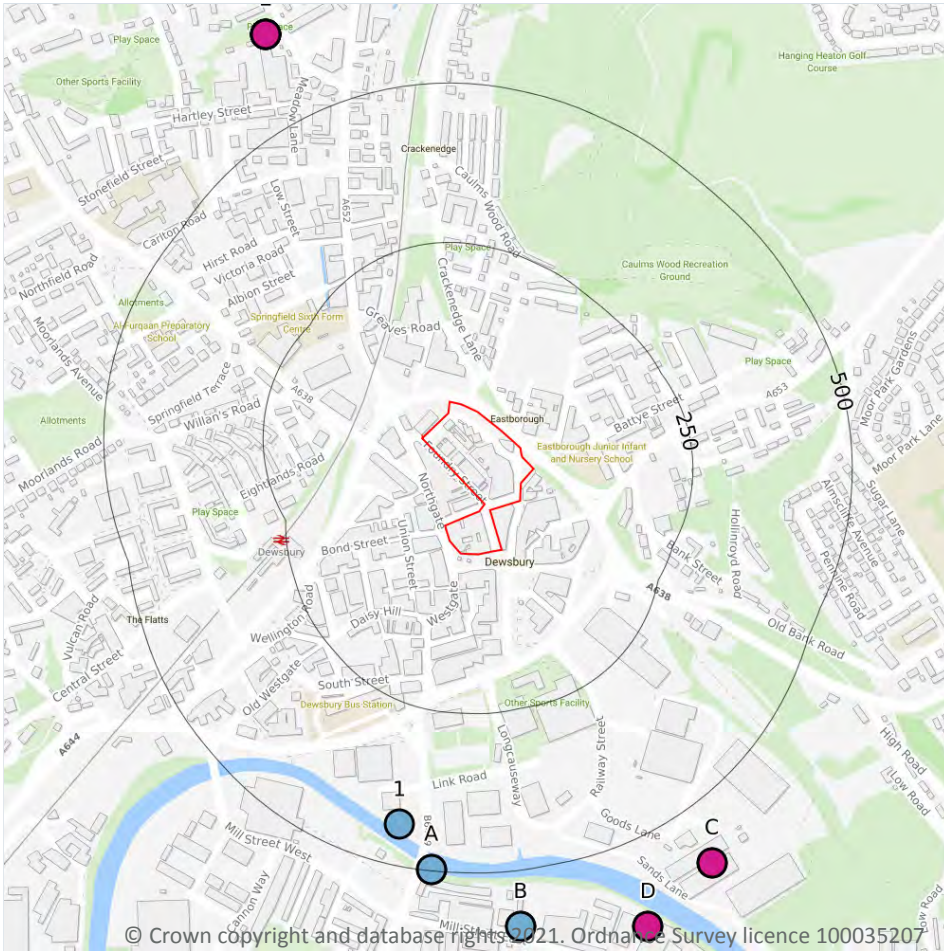 Play Space
Hanging Heaton Golf
Course
Other Sports Facility
Meadow Lane
Hartley Street
Crackenedge
Stonefield Street
Caulms Wood Road
Low Street
A652
Carlton Road
Hirst Road
Victoria Road
Play Space
Northfield Road
Albion Street
Crackenedge Lane
Caulms Wood Recreation
Ground
Allotments
Al-Furqaan Preparatory
School
Springfield Sixth Form
Centre
Greaves Road
Moorlands Avenue
Play Space
Moor Park Gardens
Springfield Terrace
A638
A653
500
Willan's Road
Battye Street
Allotments
Eastborough
250
Moor Park Lane
Moorlands Road
Eightlands Road
Foundry Street
Eastborough Junior Infant
and Nursery School
Northgate
Sugar Lane
Almsville Avenue
Play Space
Hollinroyd Road
Union Street
Dewsbury
Bond Street
Bank Street
Pennine Road
Dewsbury
A638
The Flatts
Vulcan Road
Daisy Hill
Westgate
Wellington Road
Old Bank Road
Central Street
South Street
Old Westgate
Dewsbury Bus Station
Other Sports Facility
A644
Longcauseway
Railway Street
High Road
Link Road
Low Road
1
Goods Lane
A
C
Mill Street West
Sands Lane
Cannon Way
B
D
© Crown copyright and database rights 2021. Ordnance Survey licence 100035207